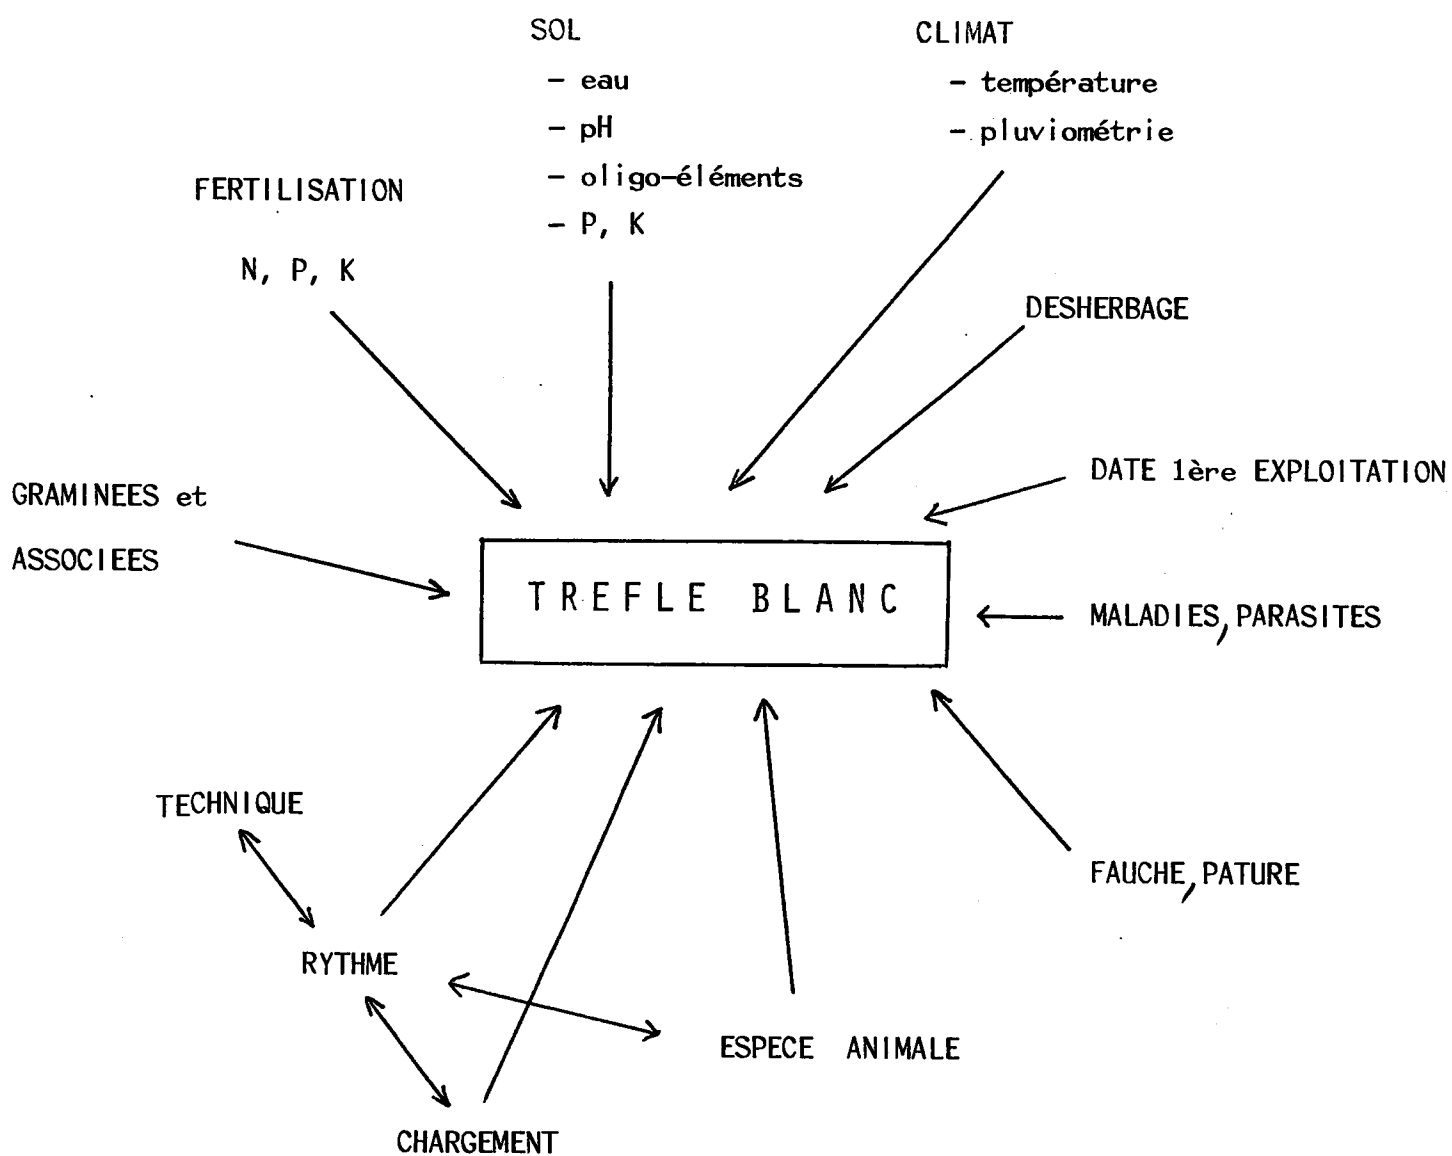 SOL
- eau
- pH
- oligo-éléments
- P, K
CLIMAT
- température
- pluviométrie
FERTILISATION
N, P, K
DESHERBAGE
DATE 1ère EXPLOITATION
GRAMINEES et
ASSOCIEES
TREFLE BLANC
MALADIES, PARASITES
TECHNIQUE
FAUCHE, PATURE
RYTHME
ESPECE ANIMALE
CHARGEMENT